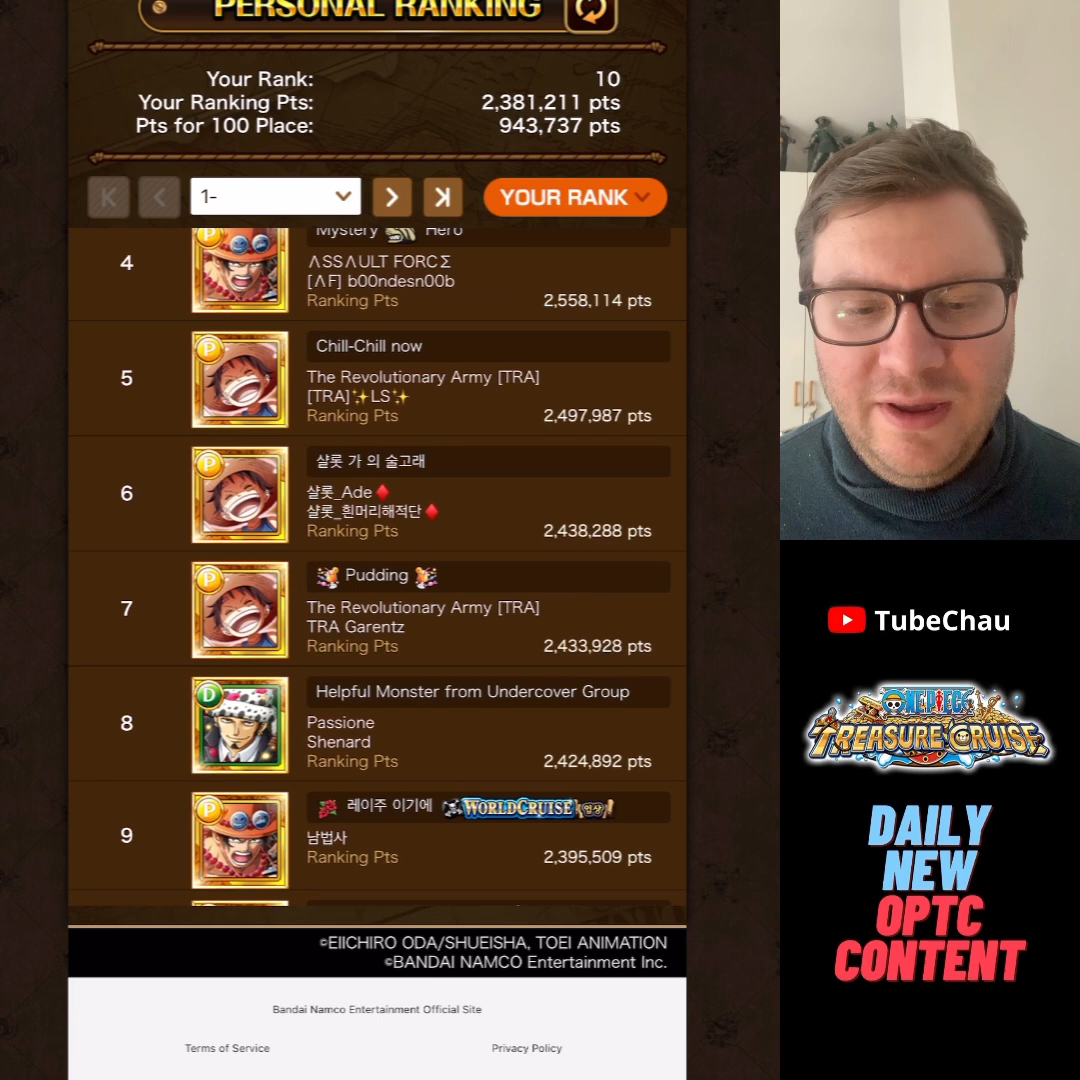 PERSONAL RANKING
Your Rank: 10
Your Ranking Pts: 2,381,211 pts
Pts for 100 Place: 943,737 pts
1-
YOUR RANK
Mystery Hero
4
ΛSSΛULT FORCΣ
[ΛF] b00ndesn00b
Ranking Pts 2,558,114 pts
P
Chill-Chill now
5
The Revolutionary Army [TRA]
[TRA]✨LS✨
Ranking Pts 2,497,987 pts
P
샬롯 가 의 술고래
6
샬롯_Ade♦
샬롯_흰머리해적단♦
Ranking Pts 2,438,288 pts
P
Pudding
7
The Revolutionary Army [TRA]
TRA Garentz
Ranking Pts 2,433,928 pts
D
Helpful Monster from Undercover Group
8
Passione
Shenard
Ranking Pts 2,424,892 pts
P
레이주 이기에 WORLDCRUISE
9
남법사
Ranking Pts 2,395,509 pts
©EIICHIRO ODA/SHUEISHA, TOEI ANIMATION
©BANDAI NAMCO Entertainment Inc.
Bandai Namco Entertainment Official Site
Terms of Service Privacy Policy
TubeChau
ONE PIECE
TREASURE CRUISE
DAILY
NEW
OPTC
CONTENT